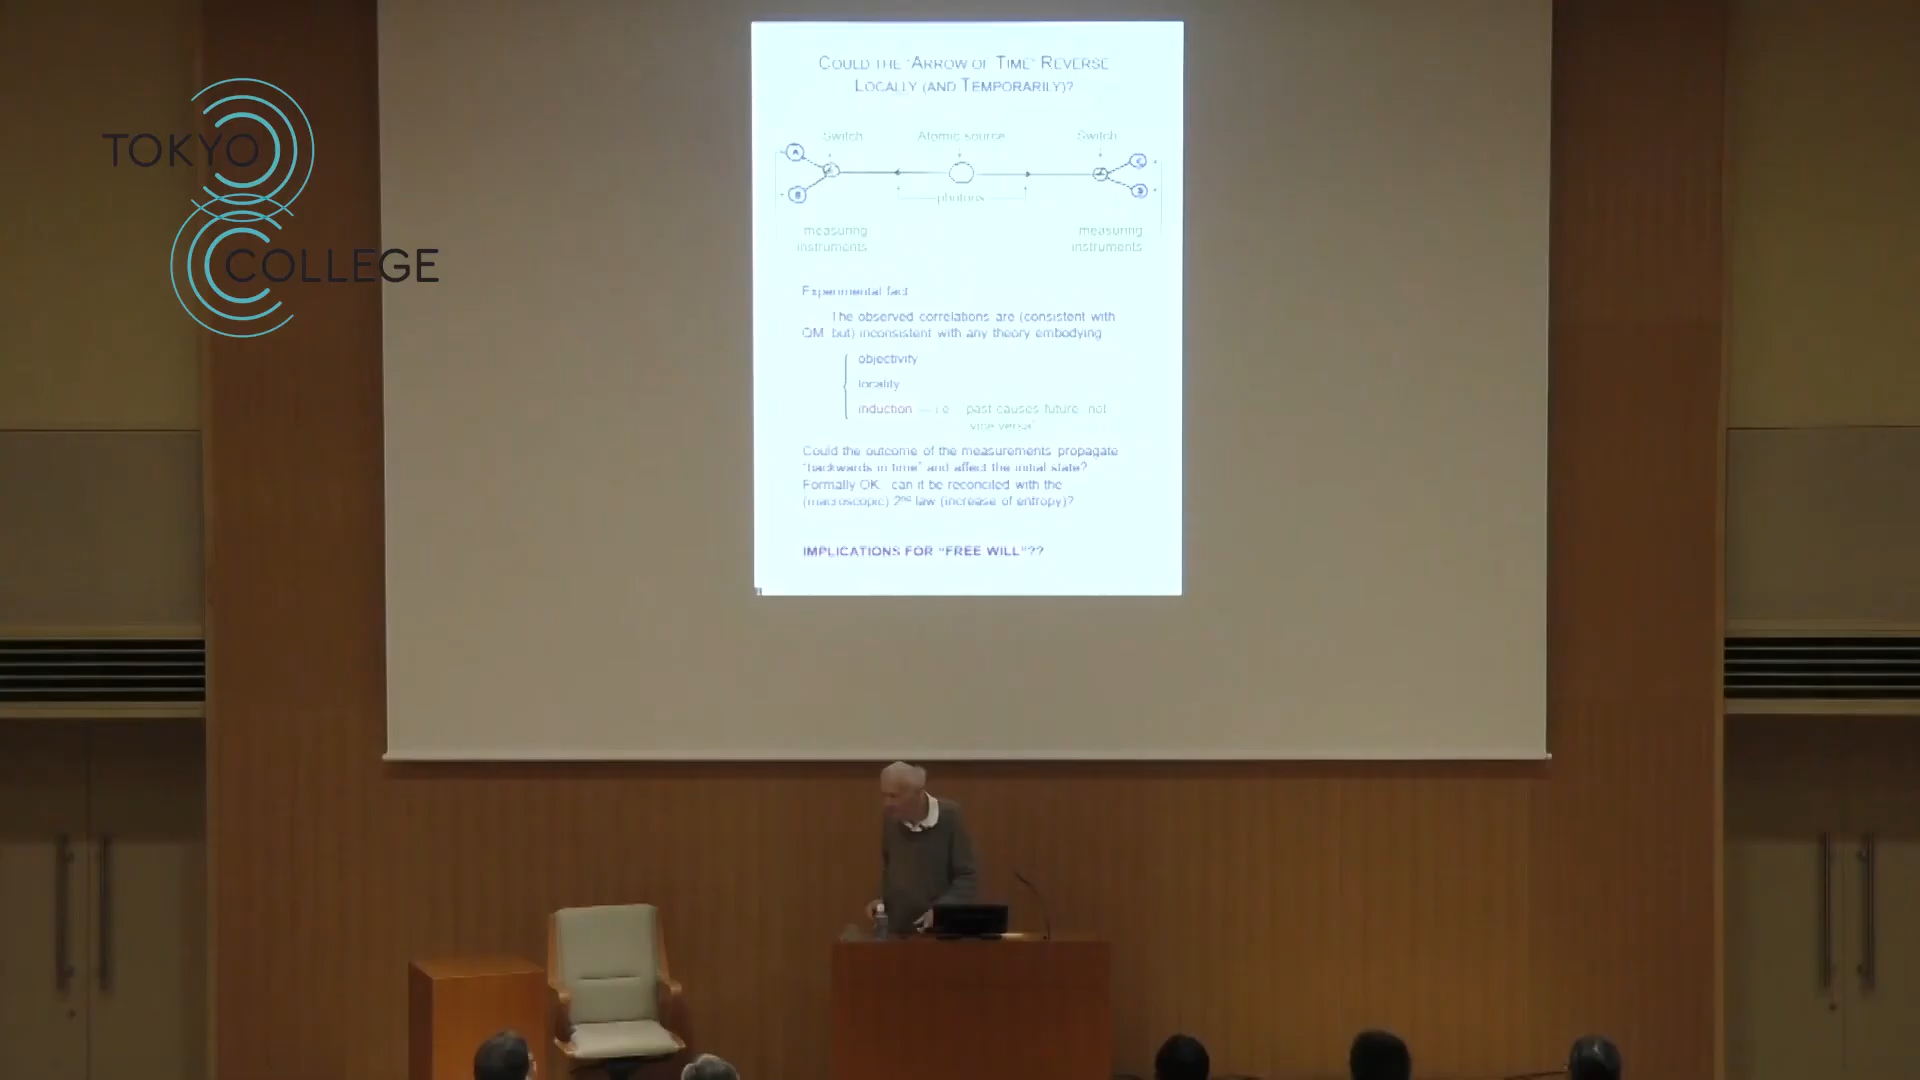 TOKYO
COLLEGE
COULD THE 'ARROW OF TIME' REVERSE
LOCALLY (AND TEMPORARILY)?
Switch Atomic source Switch
A
B
C
D
photons
measuring measuring
instruments instruments
Experimental fact
The observed correlations are (consistent with
QM but) inconsistent with any theory embodying
objectivity
locality
induction — i.e. past causes future not
vice versa'
Could the outcome of the measurements propagate
"backwards in time" and affect the initial state?
Formally OK can it be reconciled with the
(macroscopic) 2nd law (increase of entropy)?
IMPLICATIONS FOR "FREE WILL"??